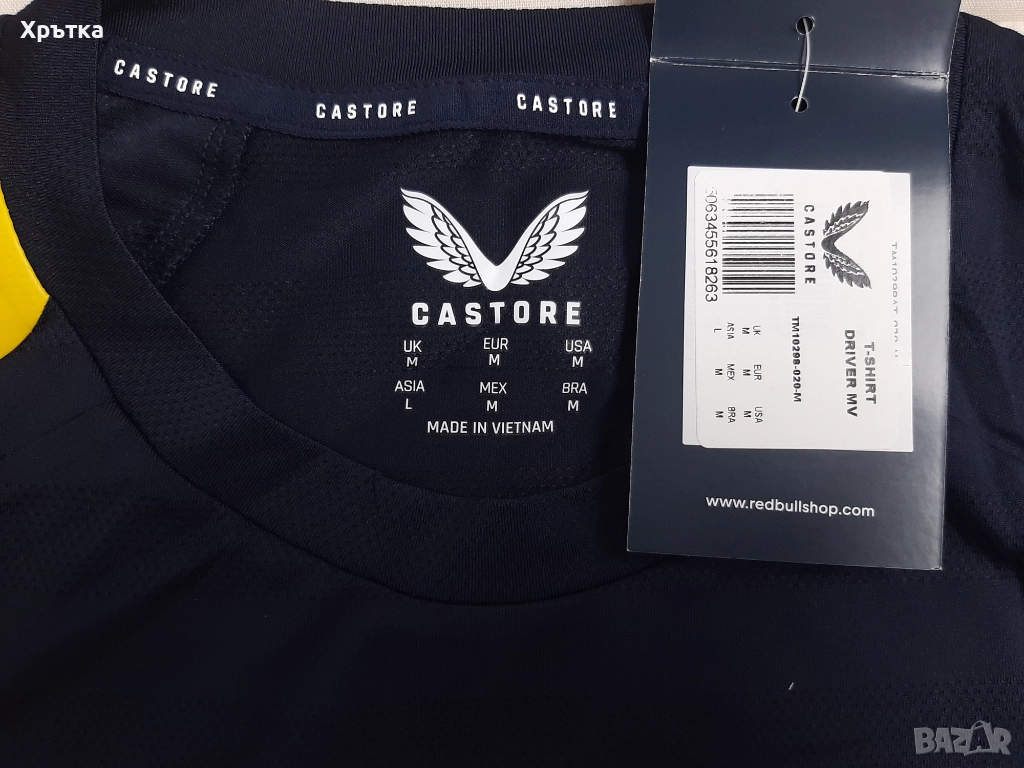 Хрътка
CASTORE CASTORE CASTORE
CASTORE
UK EUR USA
M M M
ASIA MEX BRA
L M M
MADE IN VIETNAM
T-SHIRT
DRIVER MV
TM10298-020-M
UK EUR USA
M M M
ASIA MEX BRA
L M M
CASTORE
5063455618263
www.redbullshop.com
BAZAR